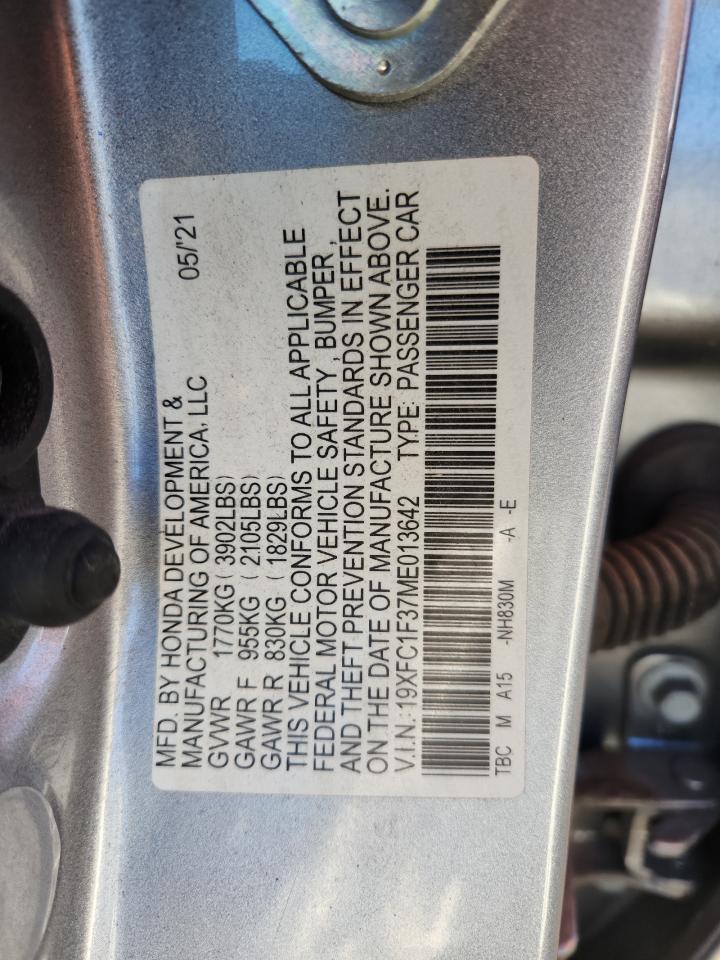 MFD. BY HONDA DEVELOPMENT &
MANUFACTURING OF AMERICA, LLC 05/'21
GVWR 1770KG (3902LBS)
GAWR F 955KG (2105LBS)
GAWR R 830KG (1829LBS)
THIS VEHICLE CONFORMS TO ALL APPLICABLE
FEDERAL MOTOR VEHICLE SAFETY, BUMPER,
AND THEFT PREVENTION STANDARDS IN EFFECT
ON THE DATE OF MANUFACTURE SHOWN ABOVE.
V.I.N.: 19XFC1F37ME013642 TYPE: PASSENGER CAR
TBC M A15 -NH830M -A -E